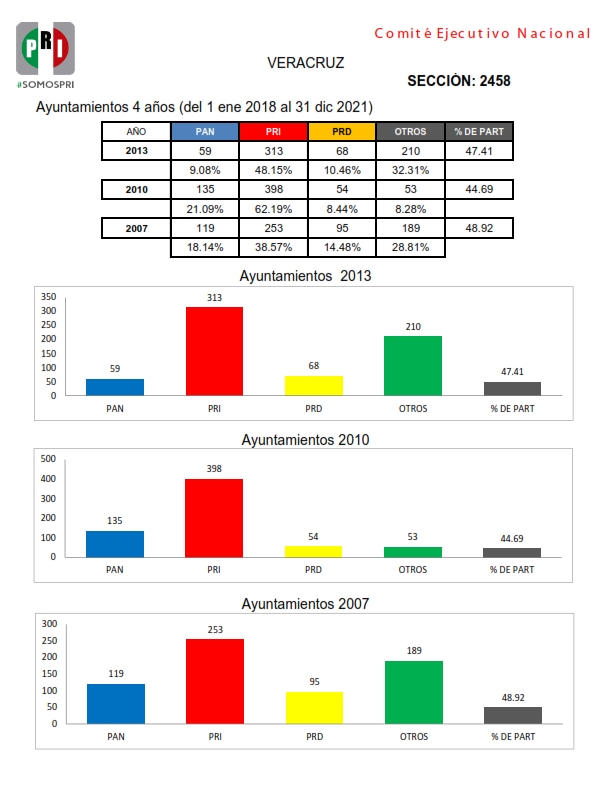 Comité Ejecutivo Nacional
PRI
#SOMOSPRI
VERACRUZ
SECCIÓN: 2458
Ayuntamientos 4 años (del 1 ene 2018 al 31 dic 2021)
AÑO PAN PRI PRD OTROS % DE PART
2013 59 313 68 210 47.41
9.08% 48.15% 10.46% 32.31%
2010 135 398 54 53 44.69
21.09% 62.19% 8.44% 8.28%
2007 119 253 95 189 48.92
18.14% 38.57% 14.48% 28.81%
Ayuntamientos 2013
350
300
250
200
150
100
50
0
59 313 68 210 47.41
PAN PRI PRD OTROS % DE PART
Ayuntamientos 2010
500
400
300
200
100
0
135 398 54 53 44.69
PAN PRI PRD OTROS % DE PART
Ayuntamientos 2007
300
250
200
150
100
50
0
119 253 95 189 48.92
PAN PRI PRD OTROS % DE PART